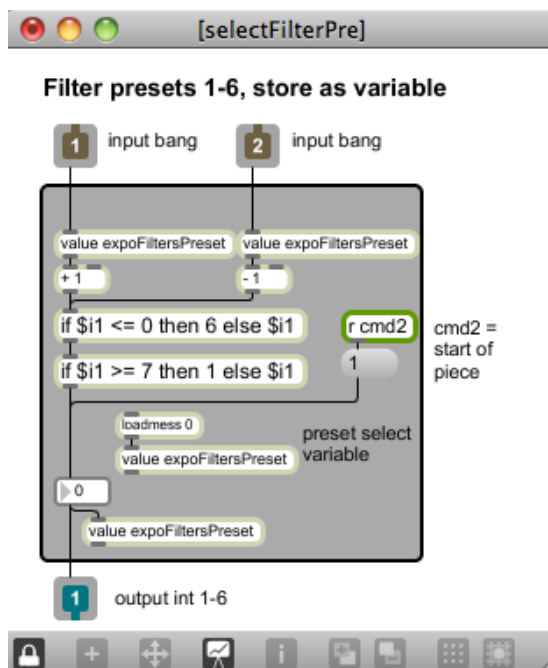 [selectFilterPre]
Filter presets 1-6, store as variable
1 input bang 2 input bang
value expoFiltersPreset value expoFiltersPreset
+ 1 - 1
if $i1 <= 0 then 6 else $i1 r cmd2 cmd2 =
start of
if $i1 >= 7 then 1 else $i1 1 piece
loadmess 0
preset select
value expoFiltersPreset variable
0
value expoFiltersPreset
1 output int 1-6